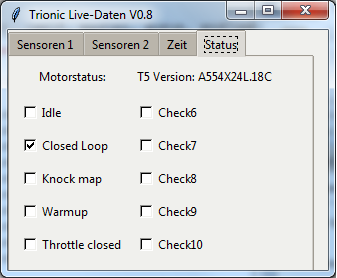 Trionic Live-Daten V0.8
Sensoren 1 Sensoren 2 Zeit Status
Motorstatus: T5 Version: A554X24L.18C
Idle Check6
Closed Loop Check7
Knock map Check8
Warmup Check9
Throttle closed Check10